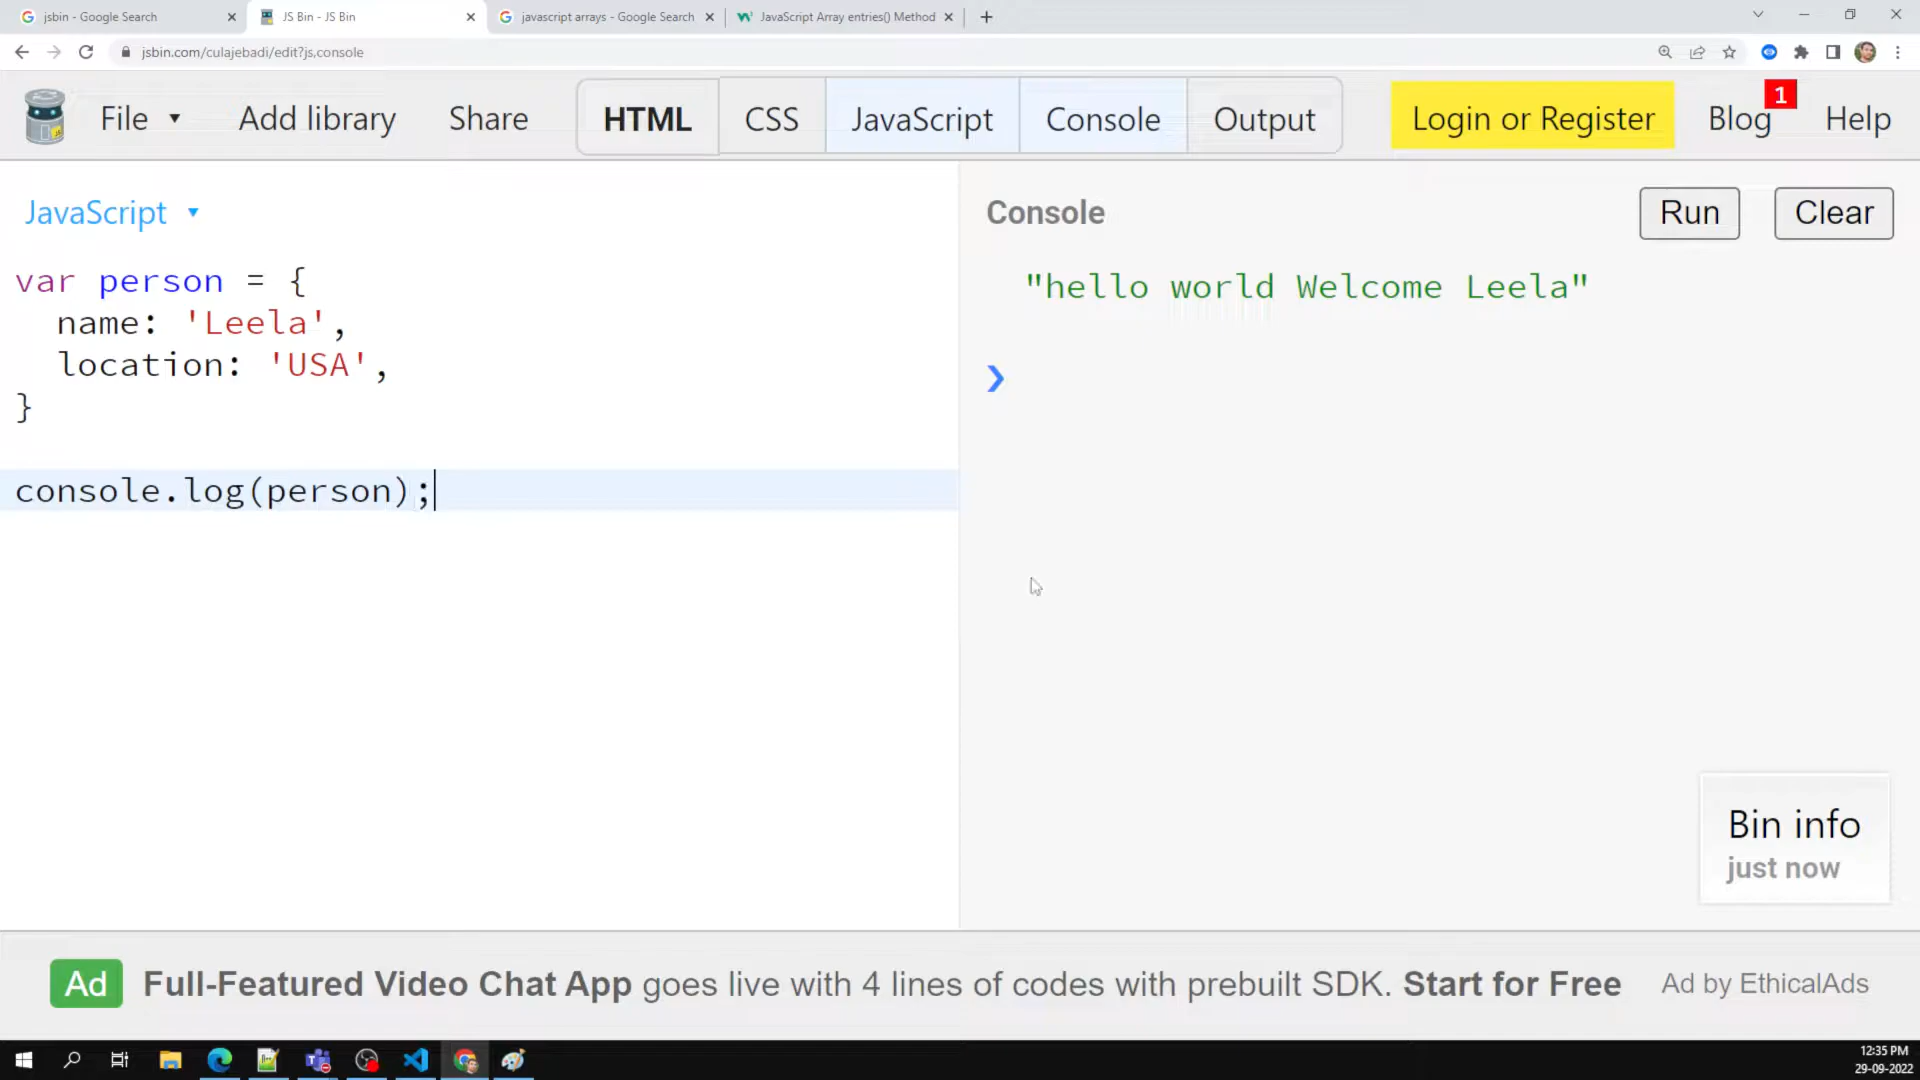 jsbin - Google Search
JS Bin - JS Bin
javascript arrays - Google Search
JavaScript Array entries() Method
jsbin.com/culajebadi/edit?js,console
File
Add library
Share
HTML
CSS
JavaScript
Console
Output
Login or Register
Blog
1
Help
JavaScript
var person = {
name: 'Leela',
location: 'USA',
}
console.log(person);
Console
Run
Clear
"hello world Welcome Leela"
Bin info
just now
Ad
Full-Featured Video Chat App goes live with 4 lines of codes with prebuilt SDK. Start for Free
Ad by EthicalAds
12:35 PM
29-09-2022